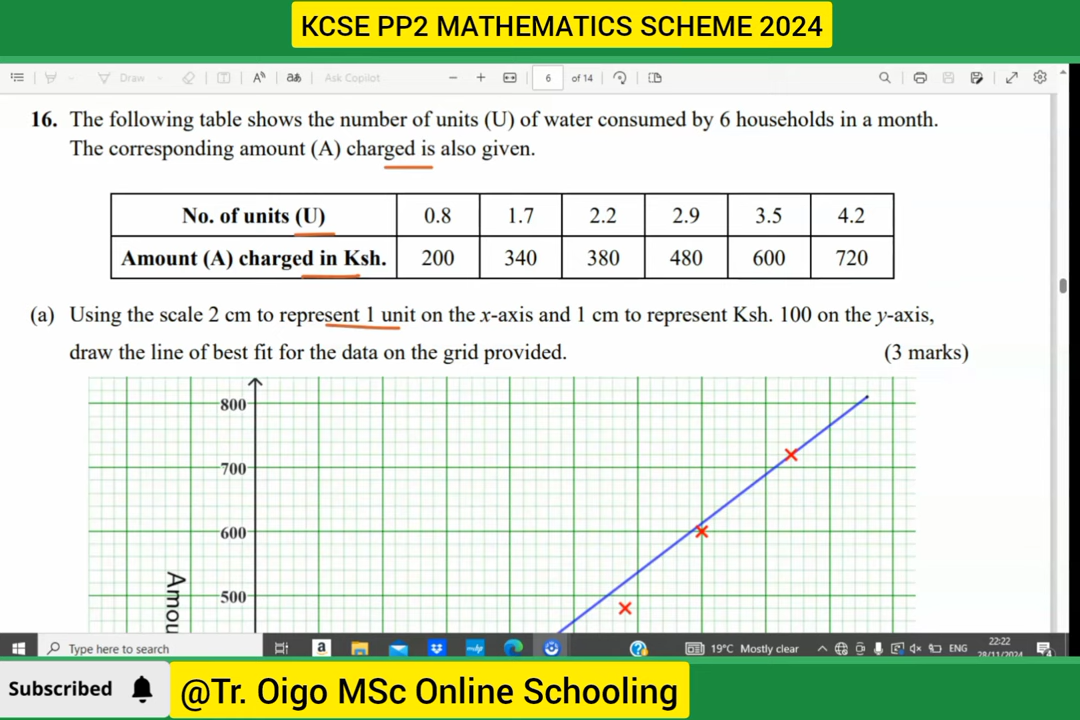 KCSE PP2 MATHEMATICS SCHEME 2024
Draw
Ask Copilot
6 of 14
16. The following table shows the number of units (U) of water consumed by 6 households in a month.
The corresponding amount (A) charged is also given.
No. of units (U) 0.8 1.7 2.2 2.9 3.5 4.2
Amount (A) charged in Ksh. 200 340 380 480 600 720
(a) Using the scale 2 cm to represent 1 unit on the x-axis and 1 cm to represent Ksh. 100 on the y-axis,
draw the line of best fit for the data on the grid provided. (3 marks)
800
700
600
500
Amou
Type here to search
19°C Mostly clear
ENG
22:22
28/11/2024
Subscribed
@Tr. Oigo MSc Online Schooling